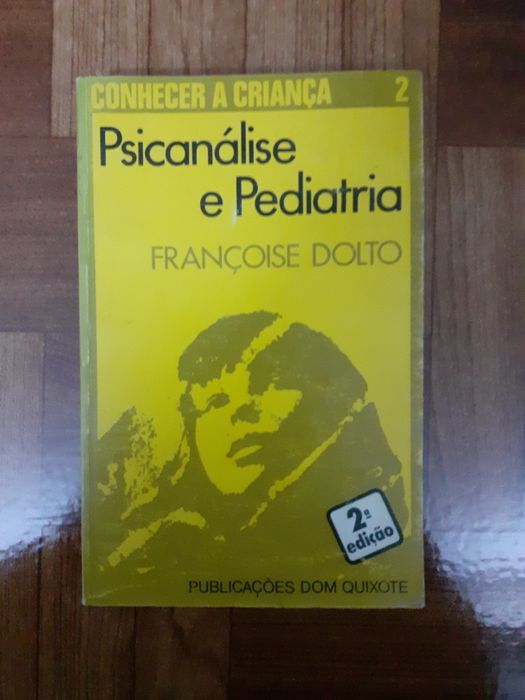 CONHECER A CRIANÇA 2
Psicanálise
e Pediatria
FRANÇOISE DOLTO
2ª
edição
PUBLICAÇÕES DOM QUIXOTE